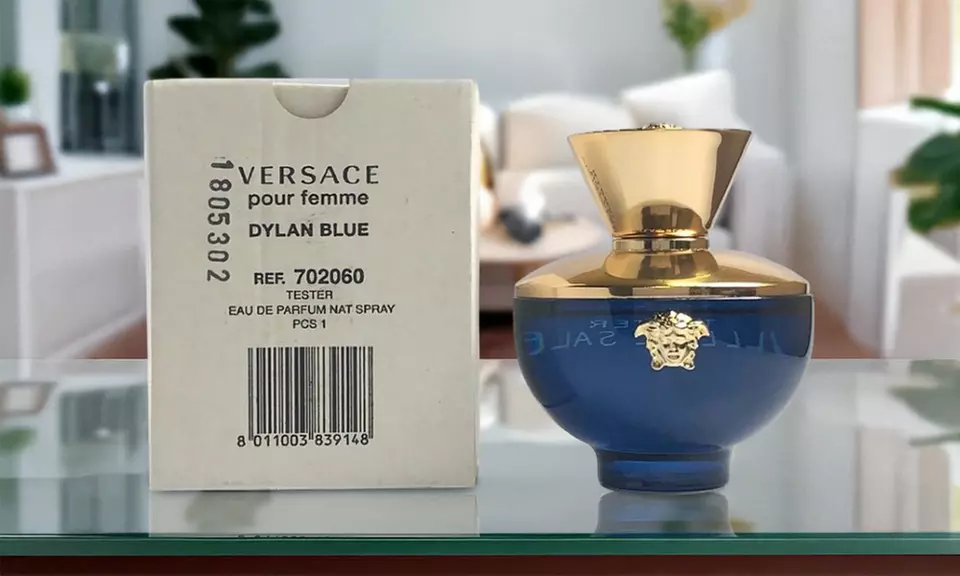 1805302
VERSACE
pour femme
DYLAN BLUE
REF. 702060
TESTER
EAU DE PARFUM NAT SPRAY
PCS 1
8 011003 839148